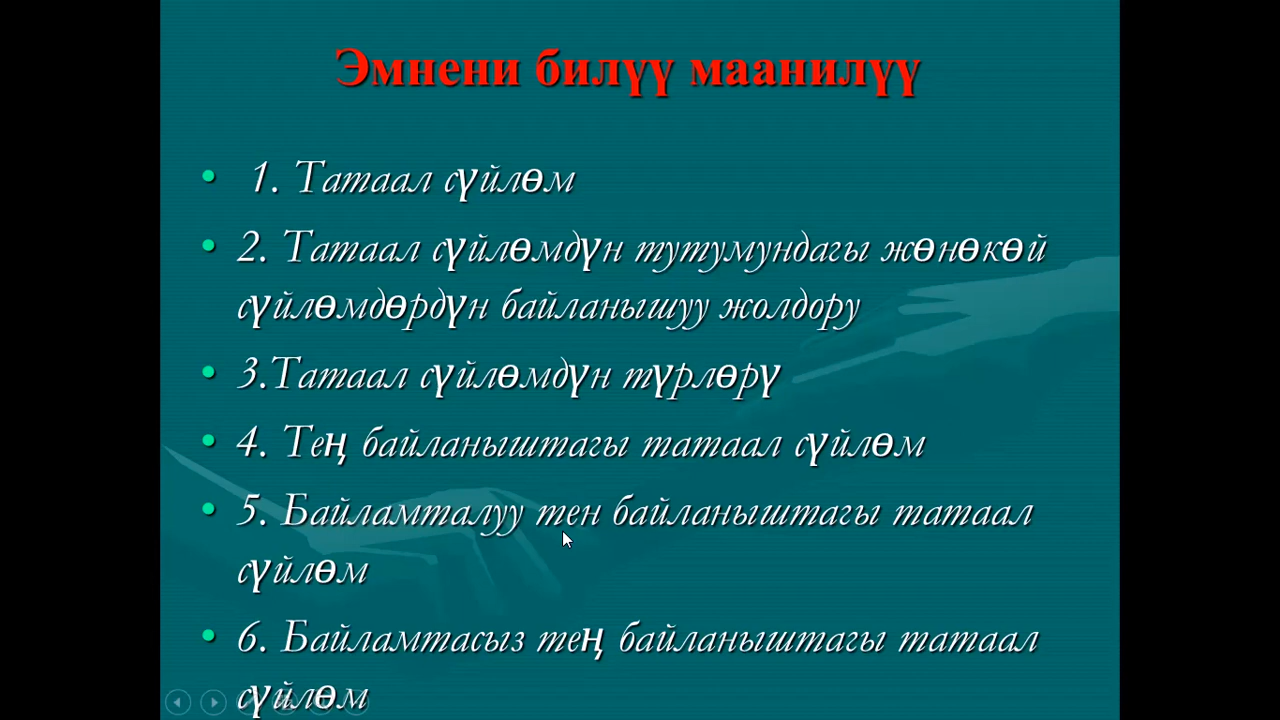 Эмнени билүү маанилүү
• 1. Татаал сүйлөм
• 2. Татаал сүйлөмдүн тутумундагы жөнөкөй
сүйлөмдөрдүн байланышуу жолдору
• 3.Татаал сүйлөмдүн түрлөрү
• 4. Тең байланыштагы татаал сүйлөм
• 5. Байламталуу тен байланыштагы татаал
сүйлөм
• 6. Байламтасыз тең байланыштагы татаал
сүйлөм